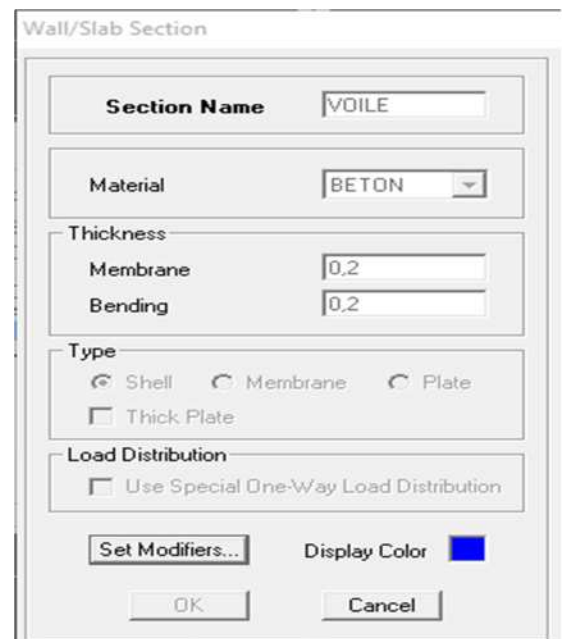 Wall/Slab Section
Section Name VOILE
Material BETON
Thickness
Membrane 0,2
Bending 0,2
Type
Shell Membrane Plate
Thick Plate
Load Distribution
Use Special One-Way Load Distribution
Set Modifiers... Display Color
OK Cancel